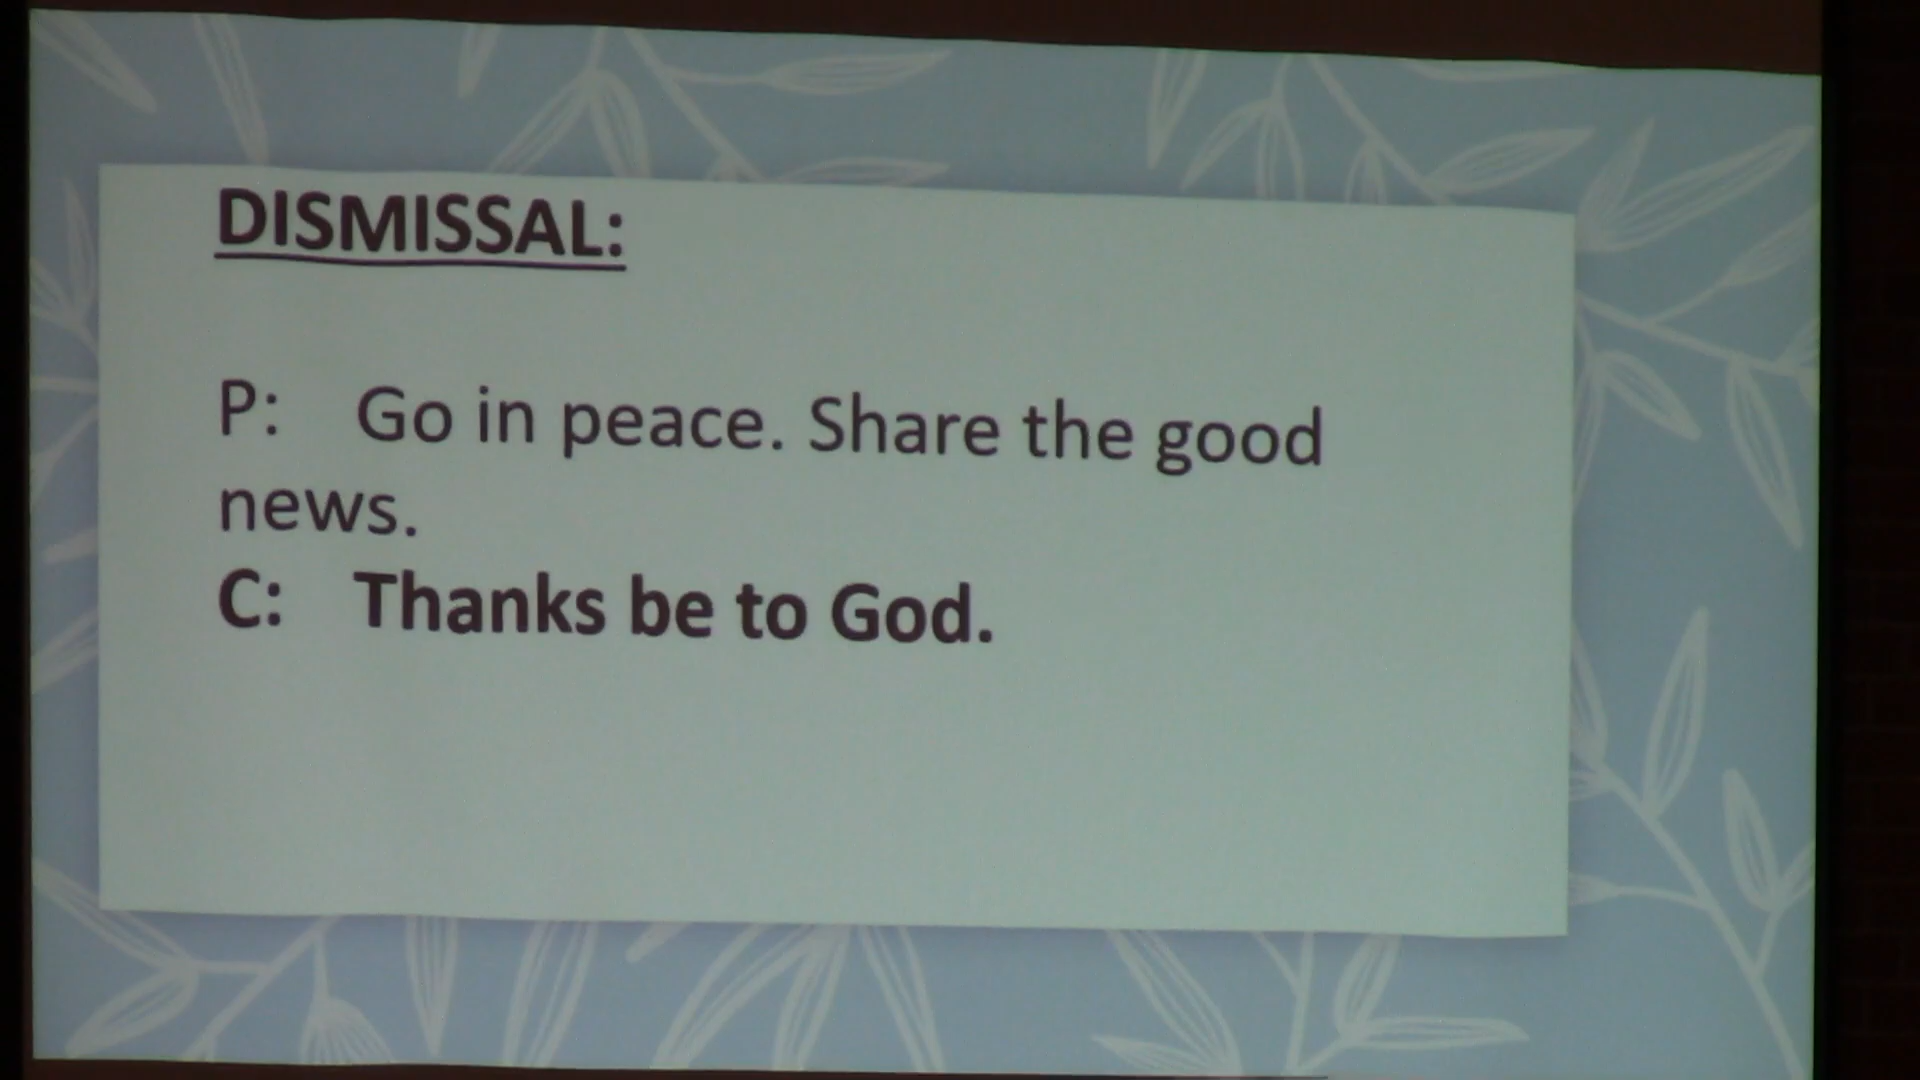 DISMISSAL:
P: Go in peace. Share the good
news.
C: Thanks be to God.